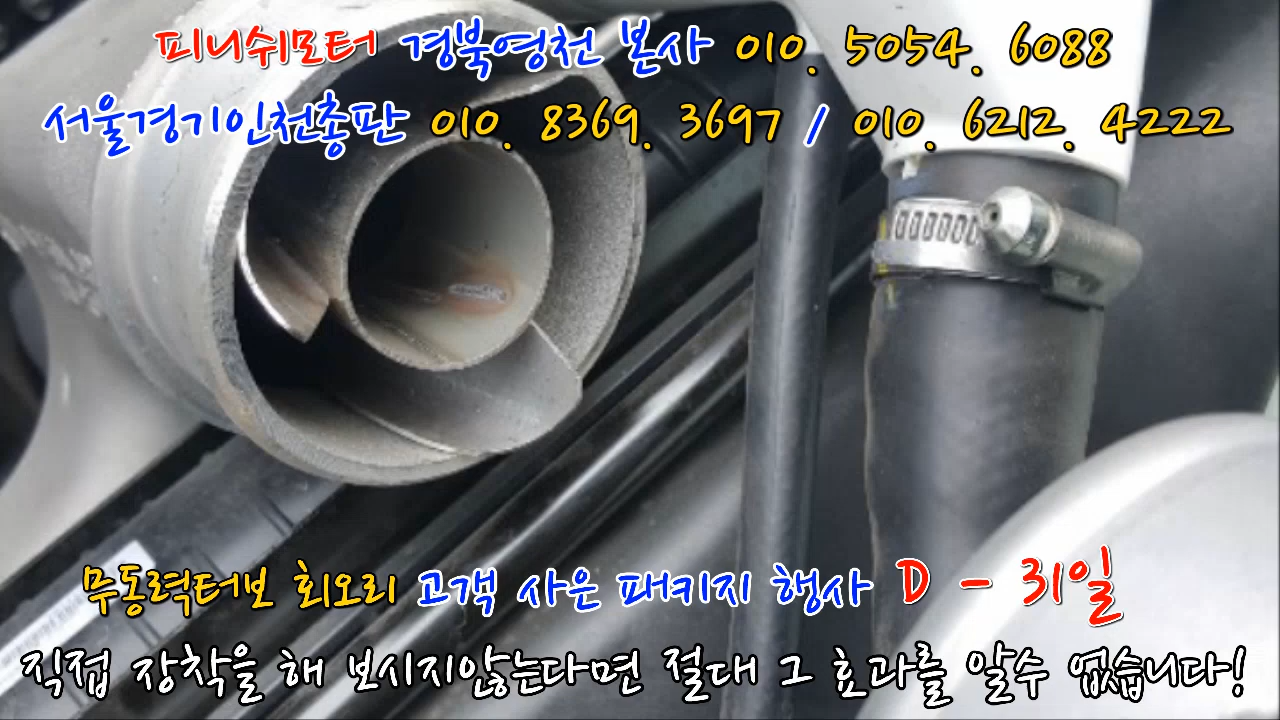 피니쉬모터 경북영천 본사 010. 5054. 6088
서울경기인천총판 010. 8369. 3697 / 010. 6212. 4222
무동력터보 회오리 고객 사은 패키지 행사 D - 31일
직접 장착을 해 보시지않는다면 절대 그 효과를 알수 없습니다!